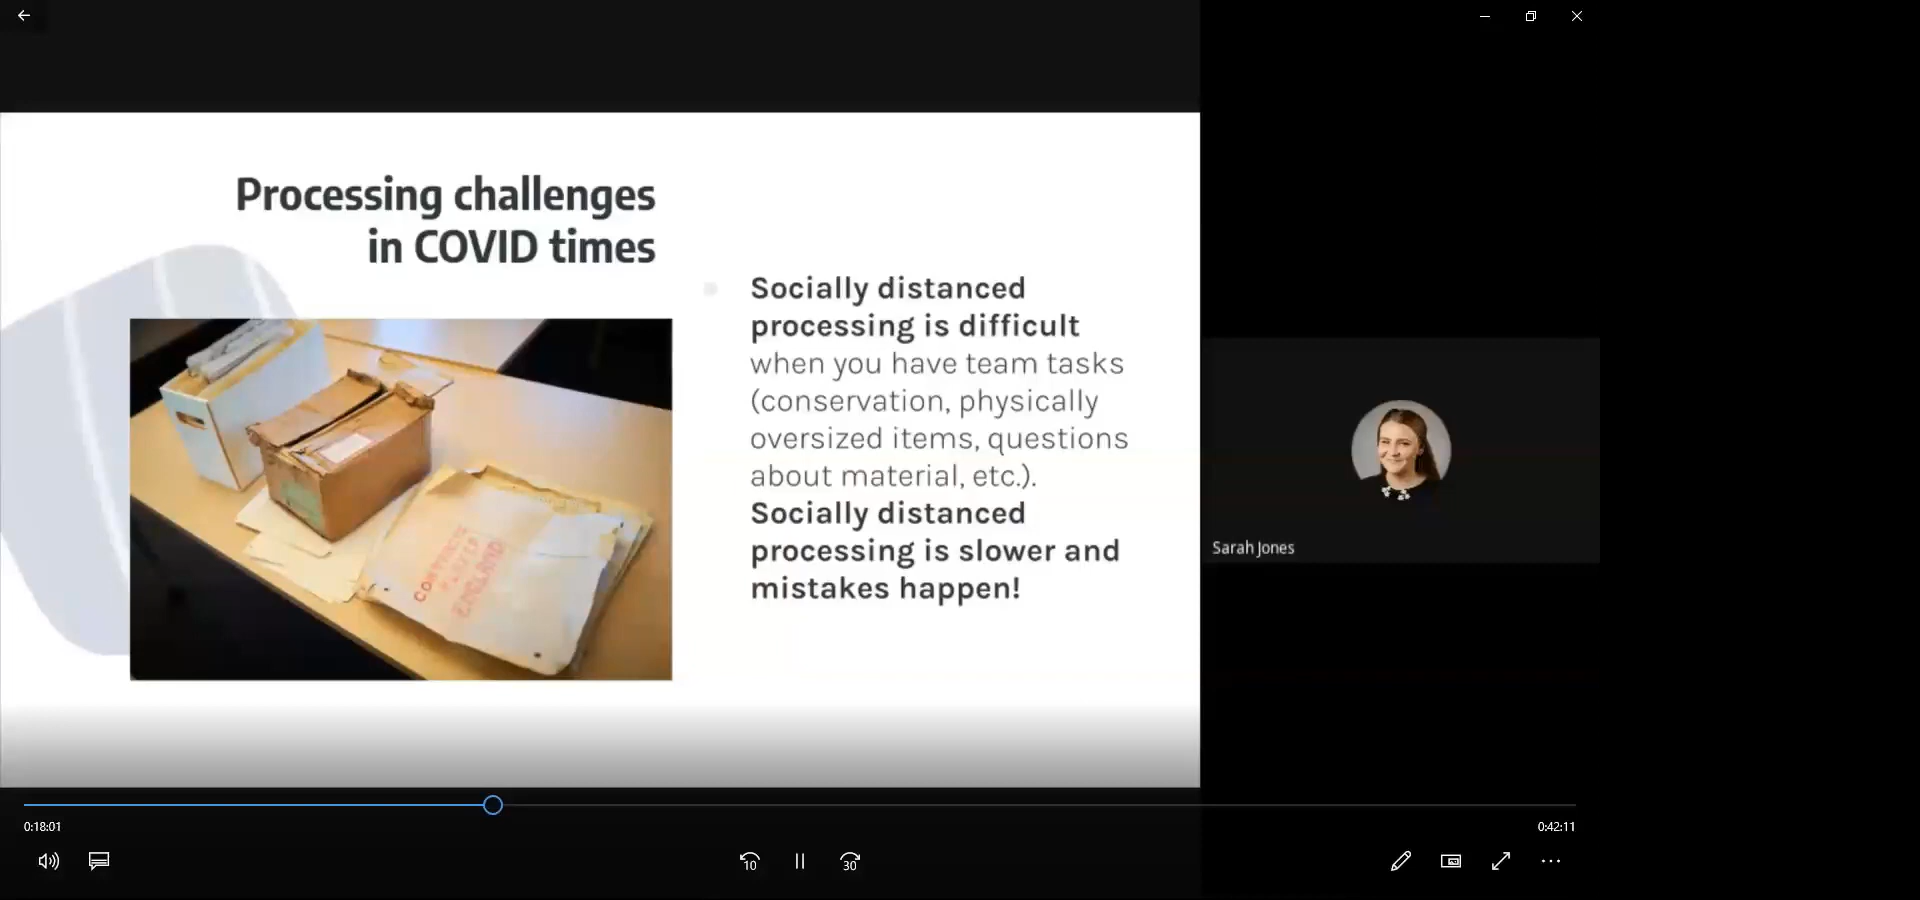 Processing challenges
in COVID times
Socially distanced
processing is difficult
when you have team tasks
(conservation, physically
oversized items, questions
about material, etc.).
Socially distanced
processing is slower and
mistakes happen!
ENGLAND
Sarah Jones
0:18:01
0:42:11
10
30